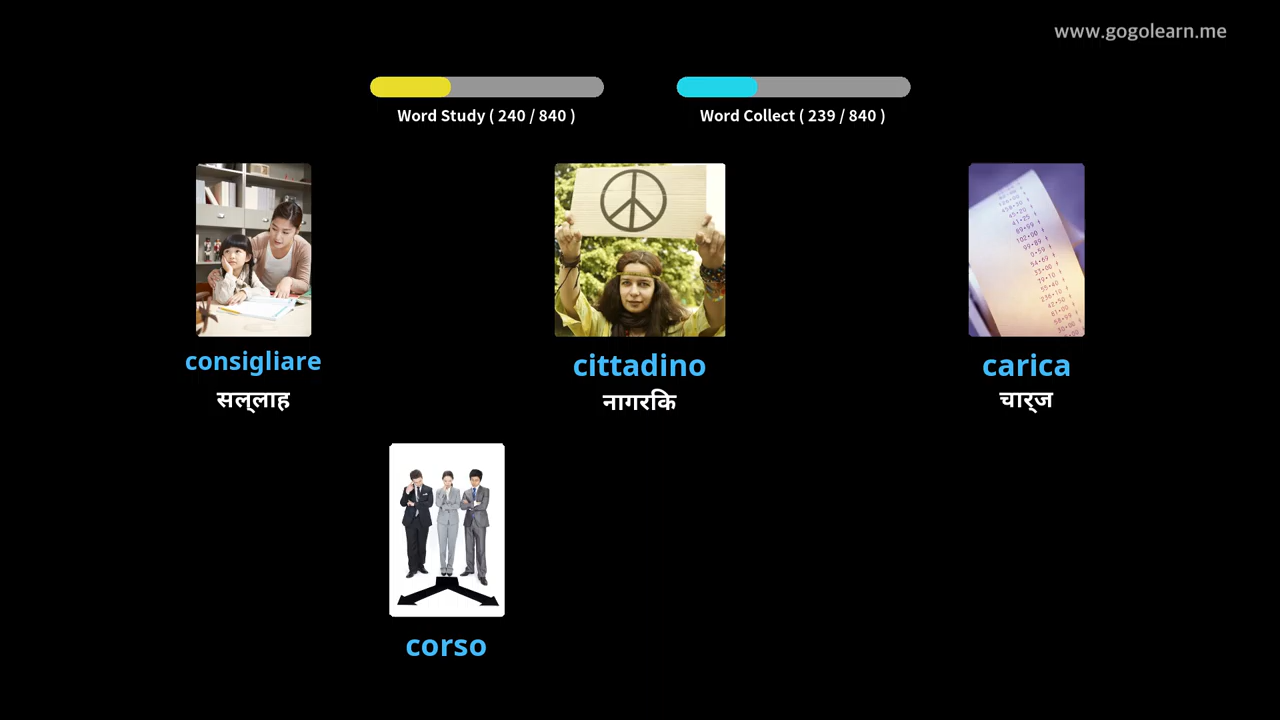 www.gogolearn.me
Word Study ( 240 / 840 )
Word Collect ( 239 / 840 )
consigliare
सल्लाह
cittadino
नागरकि
carica
चार्ज
corso